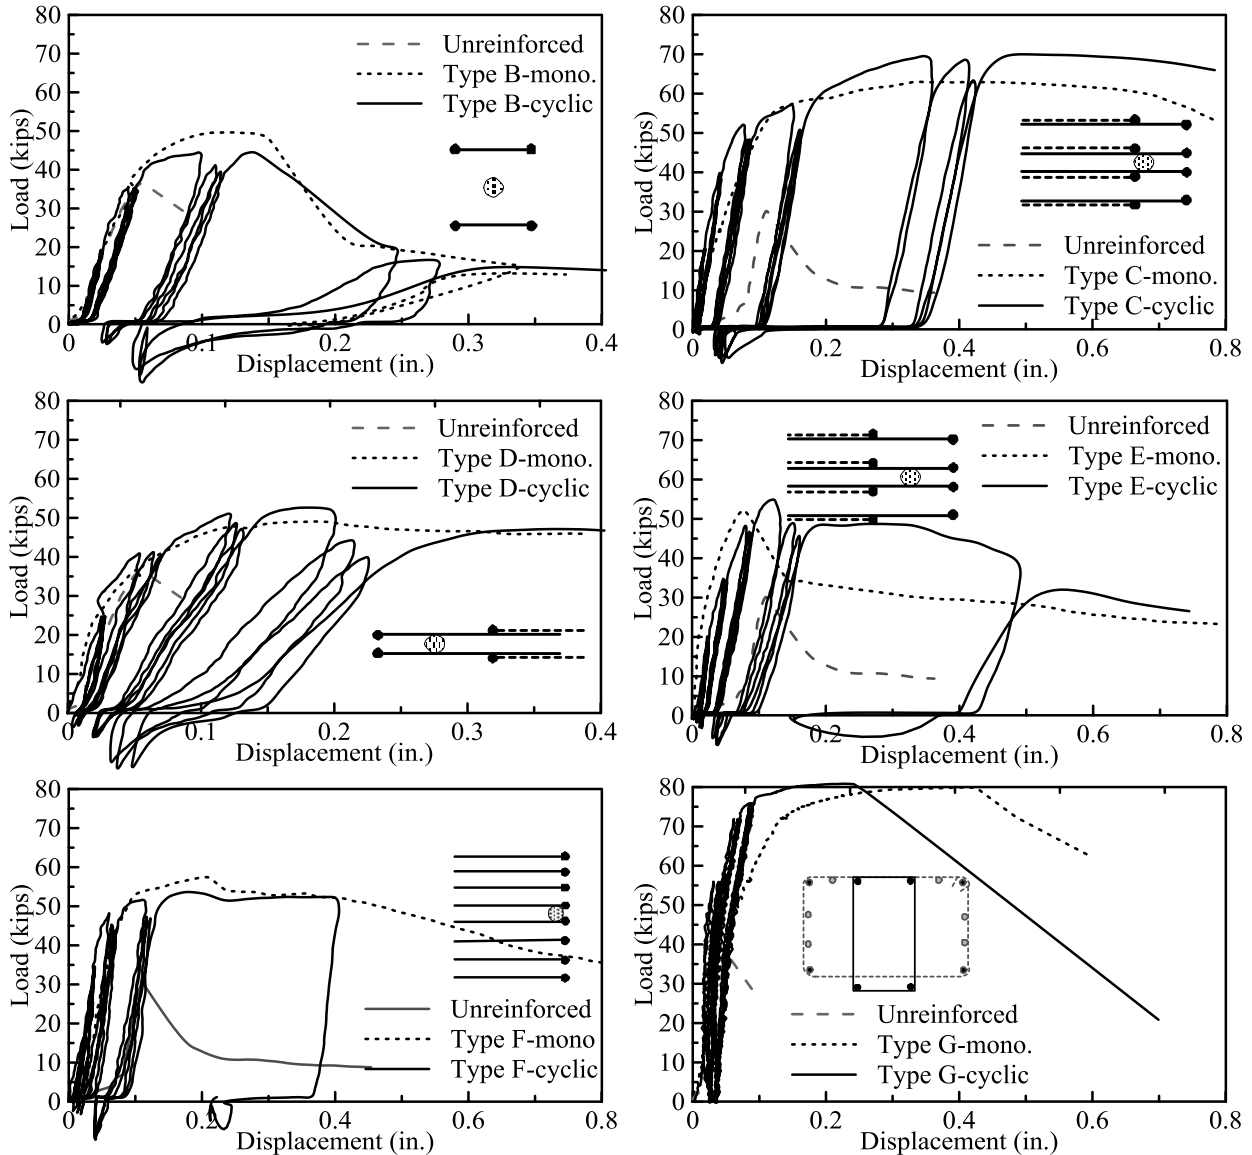 80
70
60
50
40
30
20
10
0
Load (kips)
Unreinforced
Type B-mono.
Type B-cyclic
0 0.1 0.2 0.3 0.4
Displacement (in.)
80
70
60
50
40
30
20
10
0
Load (kips)
Unreinforced
Type C-mono.
Type C-cyclic
0 0.2 0.4 0.6 0.8
Displacement (in.)
80
70
60
50
40
30
20
10
0
Load (kips)
Unreinforced
Type D-mono.
Type D-cyclic
0 0.1 0.2 0.3 0.4
Displacement (in.)
80
70
60
50
40
30
20
10
0
Load (kips)
Unreinforced
Type E-mono.
Type E-cyclic
0 0.2 0.4 0.6 0.8
Displacement (in.)
80
70
60
50
40
30
20
10
0
Load (kips)
Unreinforced
Type F-mono
Type F-cyclic
0 0.2 0.4 0.6 0.8
Displacement (in.)
80
70
60
50
40
30
20
10
0
Load (kips)
Unreinforced
Type G-mono.
Type G-cyclic
0 0.2 0.4 0.6 0.8
Displacement (in.)